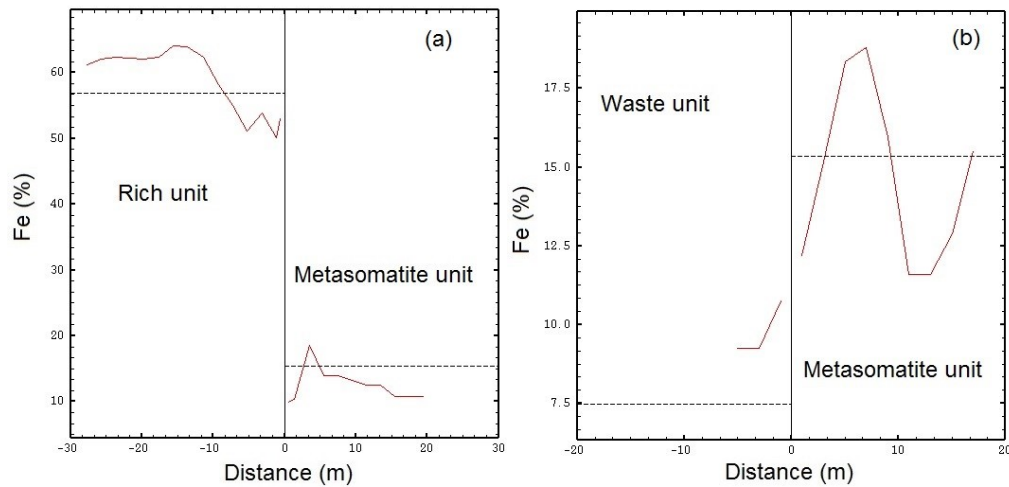 (a)
Fe (%)
60
50
40
30
20
10
Rich unit
Metasomatite unit
-30 -20 -10 0 10 20 30
Distance (m)
(b)
Fe (%)
17.5
15.0
12.5
10.0
7.5
Waste unit
Metasomatite unit
-20 -10 0 10 20
Distance (m)